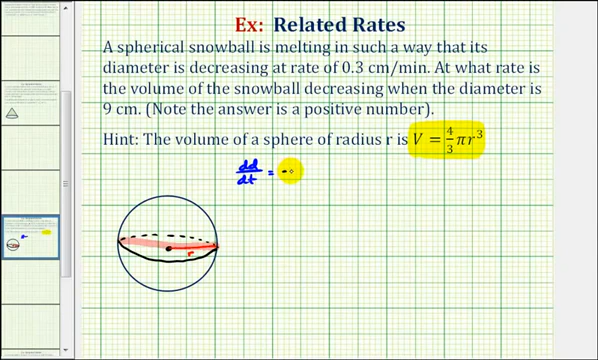 Ex: Related Rates
A spherical snowball is melting in such a way that its
diameter is decreasing at rate of 0.3 cm/min. At what rate is
the volume of the snowball decreasing when the diameter is
9 cm. (Note the answer is a positive number).
Hint: The volume of a sphere of radius r is V = 4/3 πr³
dd/dt = -
r